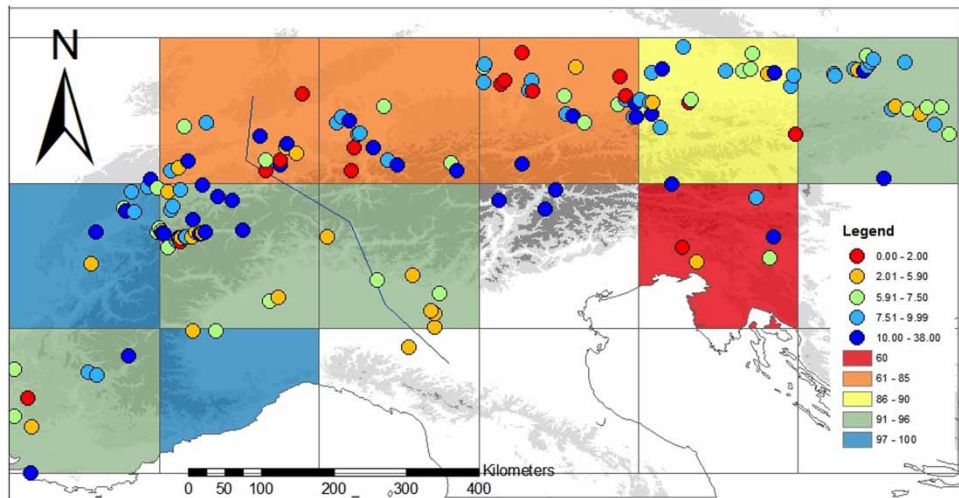 N
Legend
0.00 - 2.00
2.01 - 5.90
5.91 - 7.50
7.51 - 9.99
10.00 - 38.00
60
61 - 85
86 - 90
91 - 96
97 - 100
Kilometers
0 100 200 300 400